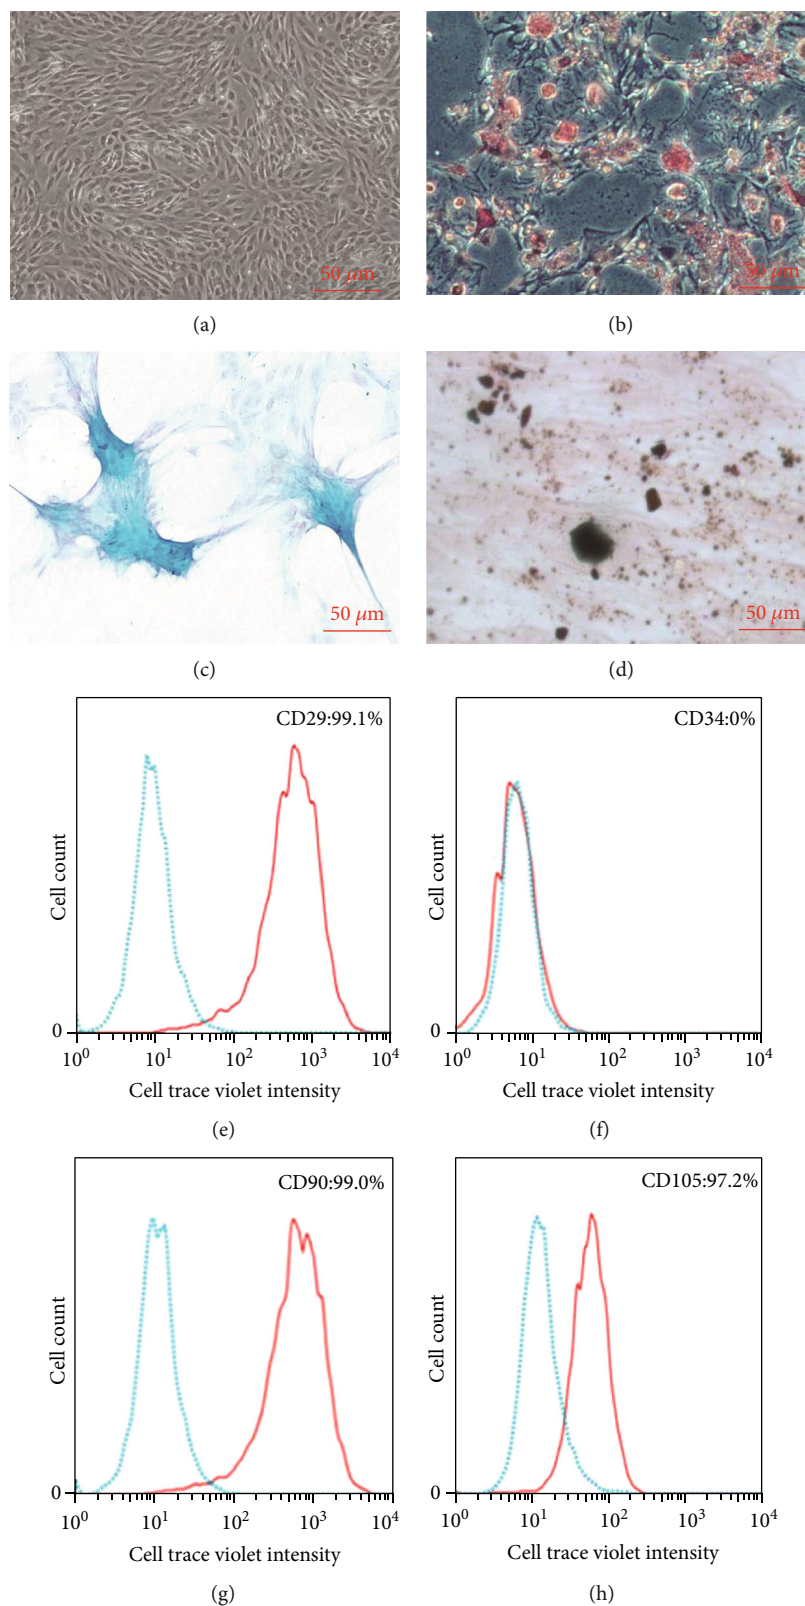 50 μm
50 μm
(a)
(b)
50 μm
50 μm
(c)
(d)
CD29:99.1%
Cell count
0
10⁰ 10¹ 10² 10³ 10⁴
Cell trace violet intensity
(e)
CD34:0%
Cell count
0
10⁰ 10¹ 10² 10³ 10⁴
Cell trace violet intensity
(f)
CD90:99.0%
Cell count
0
10⁰ 10¹ 10² 10³ 10⁴
Cell trace violet intensity
(g)
CD105:97.2%
Cell count
0
10⁰ 10¹ 10² 10³ 10⁴
Cell trace violet intensity
(h)